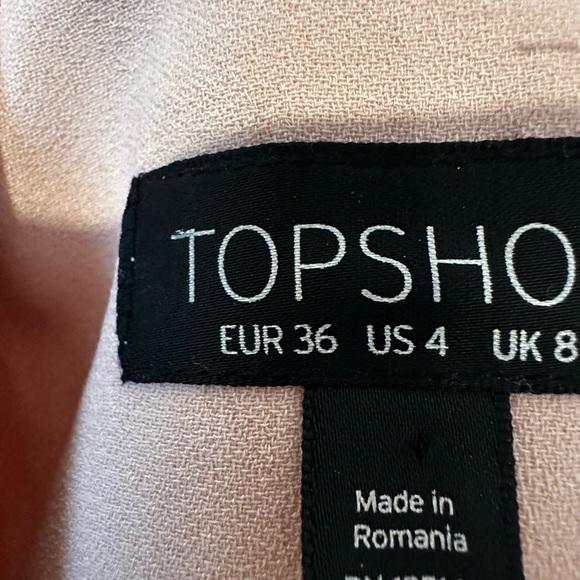 TOPSHO
EUR 36 US 4 UK 8
Made in
Romania